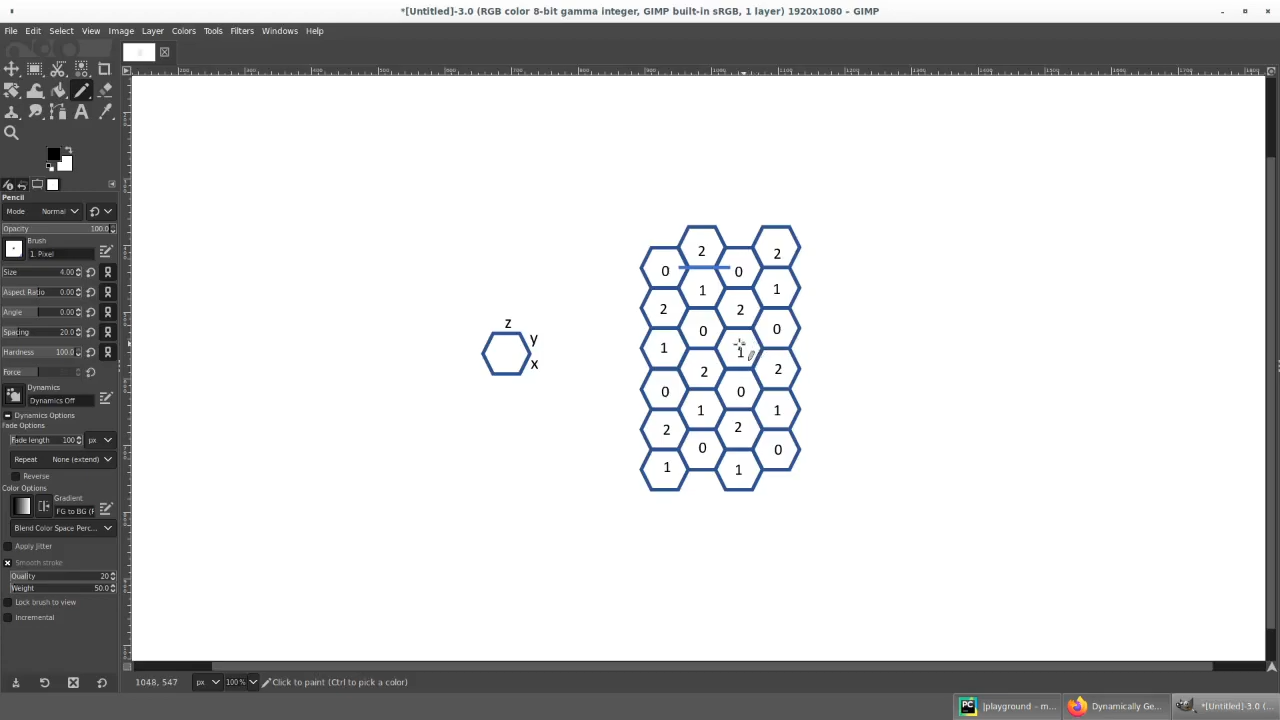 *[Untitled]-3.0 (RGB color 8-bit gamma integer, GIMP built-in sRGB, 1 layer) 1920x1080 – GIMP
File Edit Select View Image Layer Colors Tools Filters Windows Help
Pencil
Mode Normal
Opacity 100.0
Brush
1. Pixel
Size 4.00
Aspect Ratio 0.00
Angle 0.00
Spacing 20.0
Hardness 100.0
Force
Dynamics
Dynamics Off
Dynamics Options
Fade Options
Fade length 100 px
Repeat None (extend)
Reverse
Color Options
Gradient
FG to BG (F
Blend Color Space Perc...
Apply Jitter
Smooth stroke
Quality 20
Weight 50.0
Lock brush to view
Incremental
z
y
x
2 2
0 0
1 1
2 2
0 0
1 1
2 2
0 0
1 1
2 2
0 0
1 1
1048, 547 px 100 % Click to paint (Ctrl to pick a color)
PC [playground – m... Dynamically Ge... *[Untitled]-3.0 (...